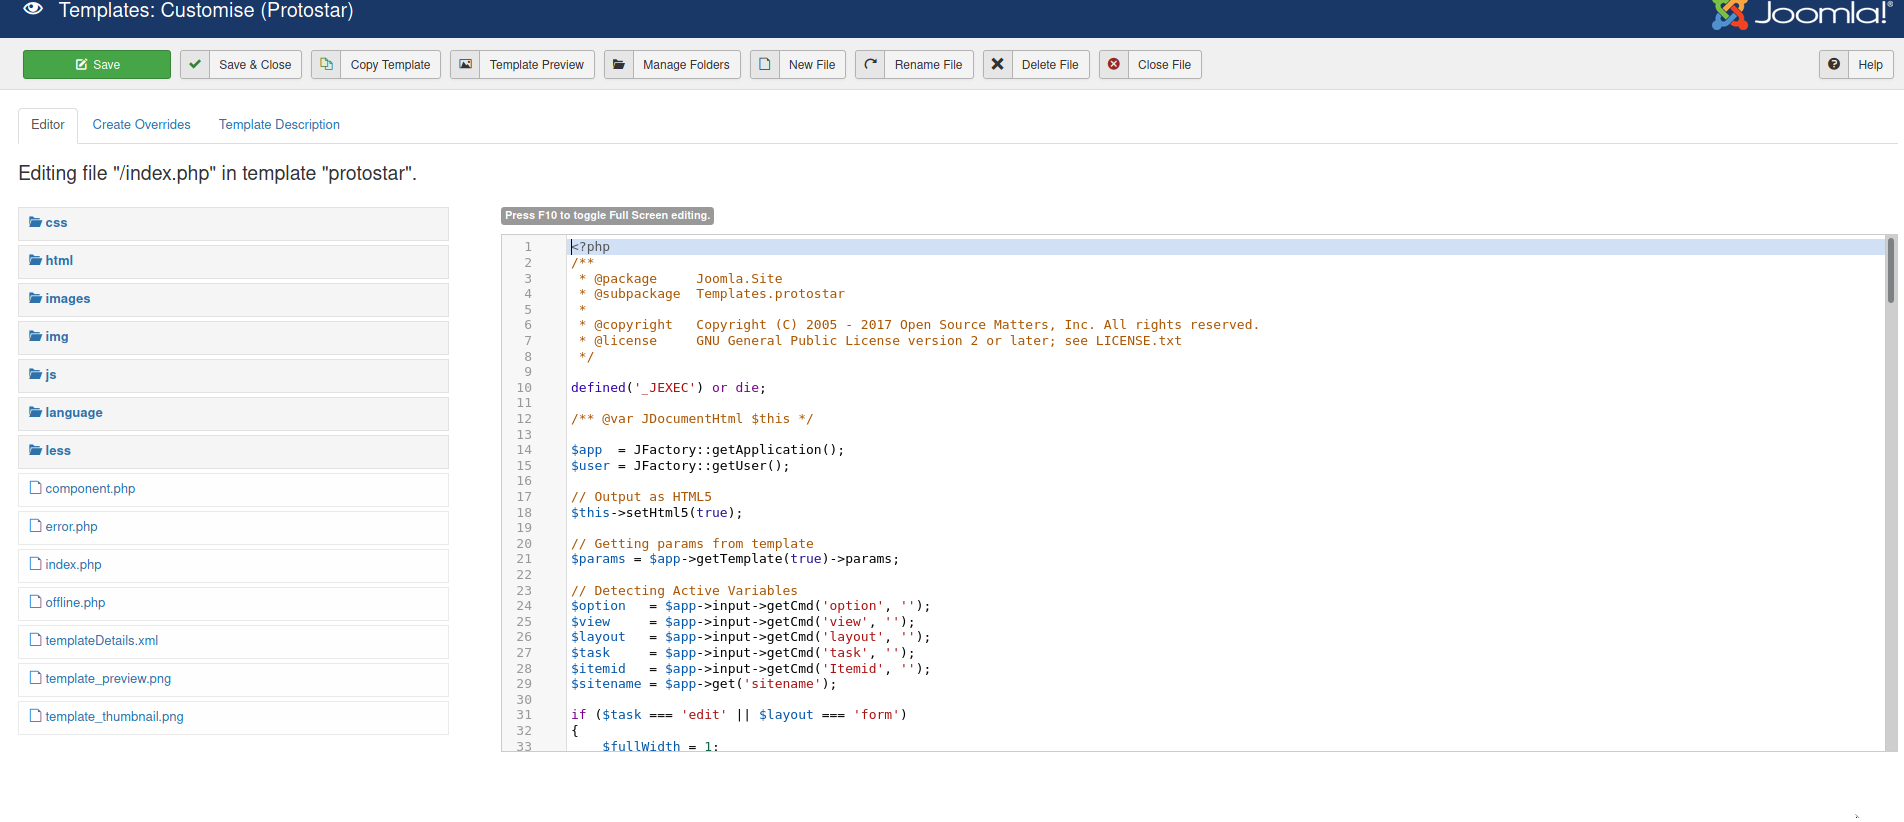 Templates: Customise (Protostar)
Joomla!®
Save
Save & Close
Copy Template
Template Preview
Manage Folders
New File
Rename File
Delete File
Close File
Help
Editor
Create Overrides
Template Description
Editing file "/index.php" in template "protostar".
css
html
images
img
js
language
less
component.php
error.php
index.php
offline.php
templateDetails.xml
template_preview.png
template_thumbnail.png
Press F10 to toggle Full Screen editing.
1 <?php
2 /**
3  * @package     Joomla.Site
4  * @subpackage  Templates.protostar
5  *
6  * @copyright   Copyright (C) 2005 - 2017 Open Source Matters, Inc. All rights reserved.
7  * @license     GNU General Public License version 2 or later; see LICENSE.txt
8  */
9
10 defined('_JEXEC') or die;
11
12 /** @var JDocumentHtml $this */
13
14 $app  = JFactory::getApplication();
15 $user = JFactory::getUser();
16
17 // Output as HTML5
18 $this->setHtml5(true);
19
20 // Getting params from template
21 $params = $app->getTemplate(true)->params;
22
23 // Detecting Active Variables
24 $option   = $app->input->getCmd('option', '');
25 $view     = $app->input->getCmd('view', '');
26 $layout   = $app->input->getCmd('layout', '');
27 $task     = $app->input->getCmd('task', '');
28 $itemid   = $app->input->getCmd('Itemid', '');
29 $sitename = $app->get('sitename');
30
31 if ($task === 'edit' || $layout === 'form')
32 {
33     $fullWidth = 1;